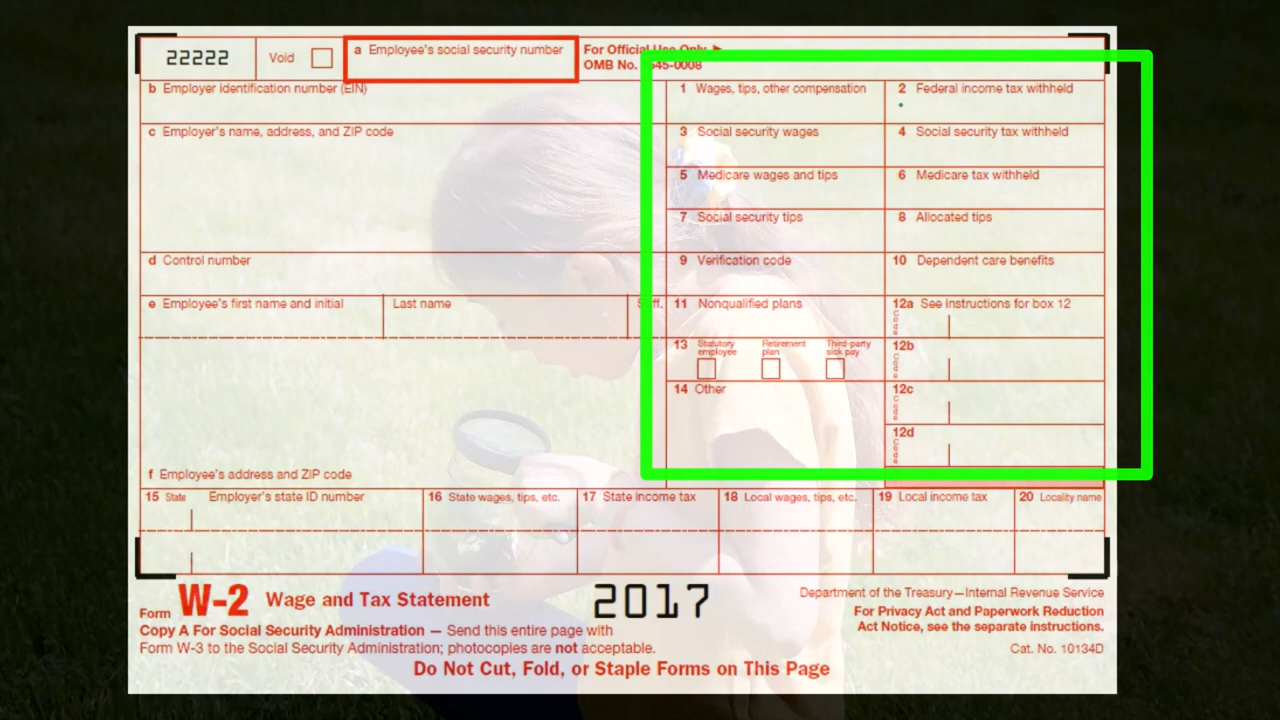 22222
Void
a Employee's social security number
For Official Use Only ►
OMB No. 545-0008
b Employer identification number (EIN)
1 Wages, tips, other compensation
2 Federal income tax withheld
c Employer's name, address, and ZIP code
3 Social security wages
4 Social security tax withheld
5 Medicare wages and tips
6 Medicare tax withheld
7 Social security tips
8 Allocated tips
d Control number
9 Verification code
10 Dependent care benefits
e Employee's first name and initial
Last name
Suff.
11 Nonqualified plans
12a See instructions for box 12
Code
13 Statutory employee
Retirement plan
Third-party sick pay
12b
Code
14 Other
12c
Code
12d
Code
f Employee's address and ZIP code
15 State
Employer's state ID number
16 State wages, tips, etc.
17 State income tax
18 Local wages, tips, etc.
19 Local income tax
20 Locality name
Form W-2 Wage and Tax Statement
2017
Department of the Treasury—Internal Revenue Service
For Privacy Act and Paperwork Reduction
Act Notice, see the separate instructions.
Copy A For Social Security Administration — Send this entire page with
Form W-3 to the Social Security Administration; photocopies are not acceptable.
Cat. No. 10134D
Do Not Cut, Fold, or Staple Forms on This Page